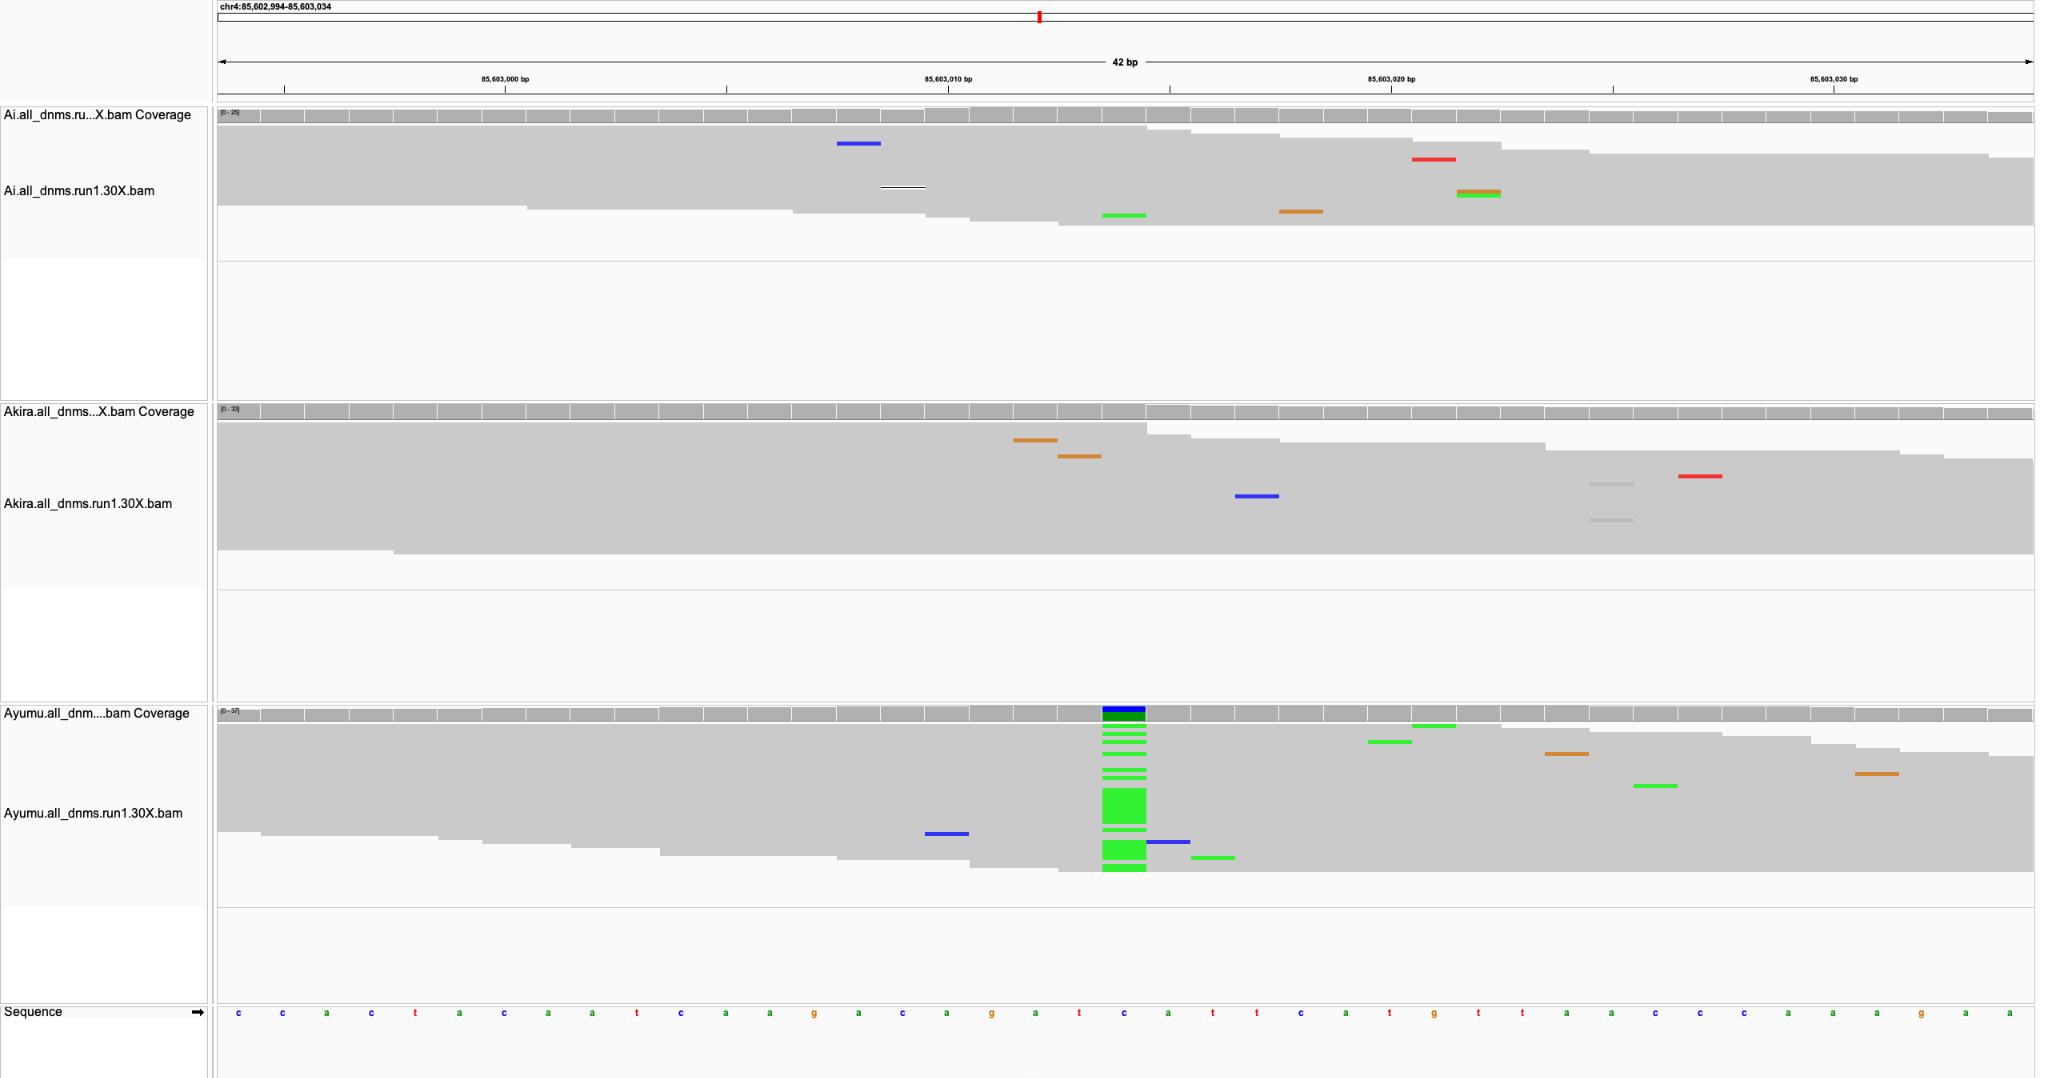 chr4:85,602,994-85,603,034
42 bp
85,603,000 bp 85,603,010 bp 85,603,020 bp 85,603,030 bp
Ai.all_dnms.ru...X.bam Coverage
[0 - 25]
Ai.all_dnms.run1.30X.bam
Akira.all_dnms...X.bam Coverage
[0 - 33]
Akira.all_dnms.run1.30X.bam
Ayumu.all_dnm....bam Coverage
[0 - 37]
Ayumu.all_dnms.run1.30X.bam
Sequence
c c a c t a c a a t c a a g a c a g a t c a t t c a t g t t a a c c c a a a g a a